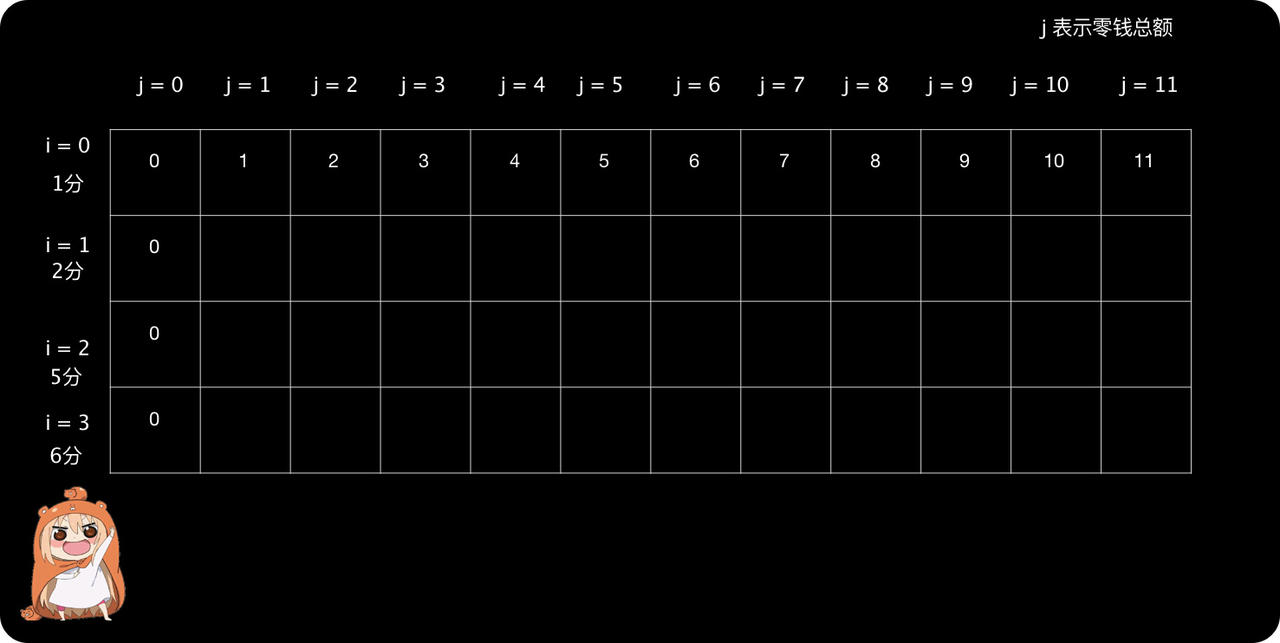 j 表示零钱总额
j = 0 j = 1 j = 2 j = 3 j = 4 j = 5 j = 6 j = 7 j = 8 j = 9 j = 10 j = 11
i = 0
1分
0 1 2 3 4 5 6 7 8 9 10 11
i = 1
2分
0
i = 2
5分
0
i = 3
6分
0